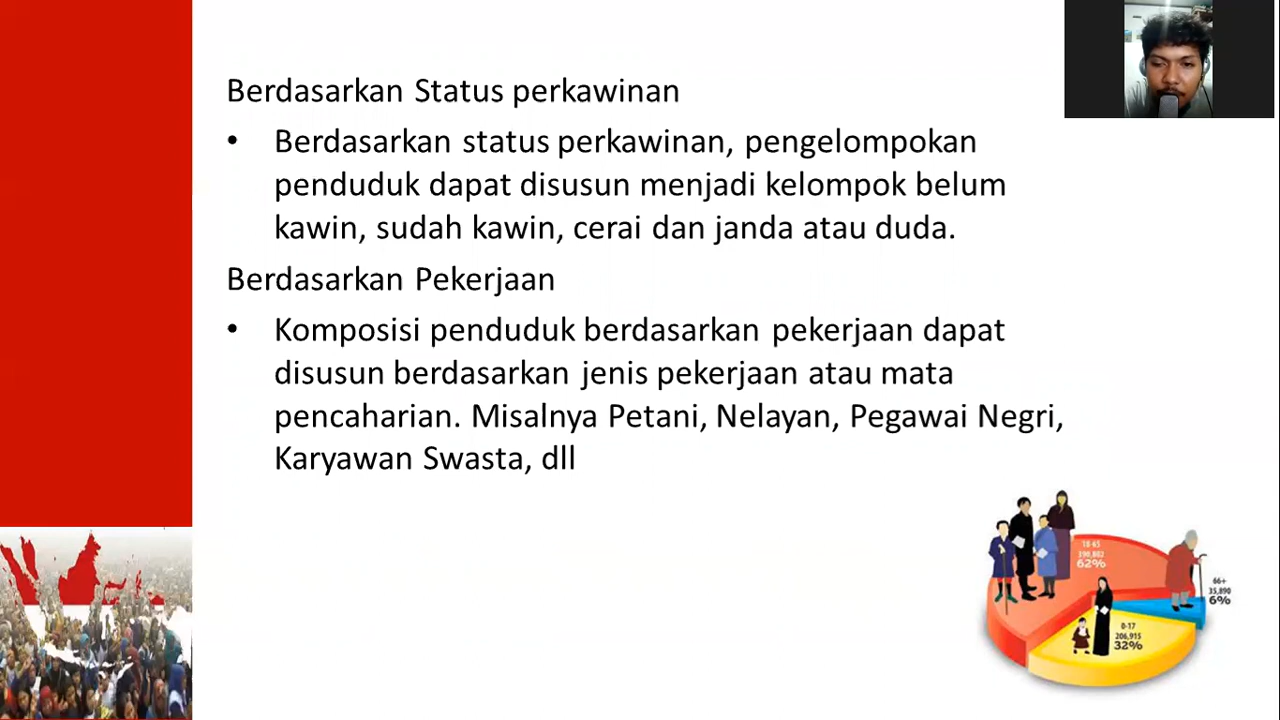 Berdasarkan Status perkawinan
• Berdasarkan status perkawinan, pengelompokan
penduduk dapat disusun menjadi kelompok belum
kawin, sudah kawin, cerai dan janda atau duda.
Berdasarkan Pekerjaan
• Komposisi penduduk berdasarkan pekerjaan dapat
disusun berdasarkan jenis pekerjaan atau mata
pencaharian. Misalnya Petani, Nelayan, Pegawai Negri,
Karyawan Swasta, dll
18-65
390,802
62%
66+
35,890
6%
0-17
206,915
32%